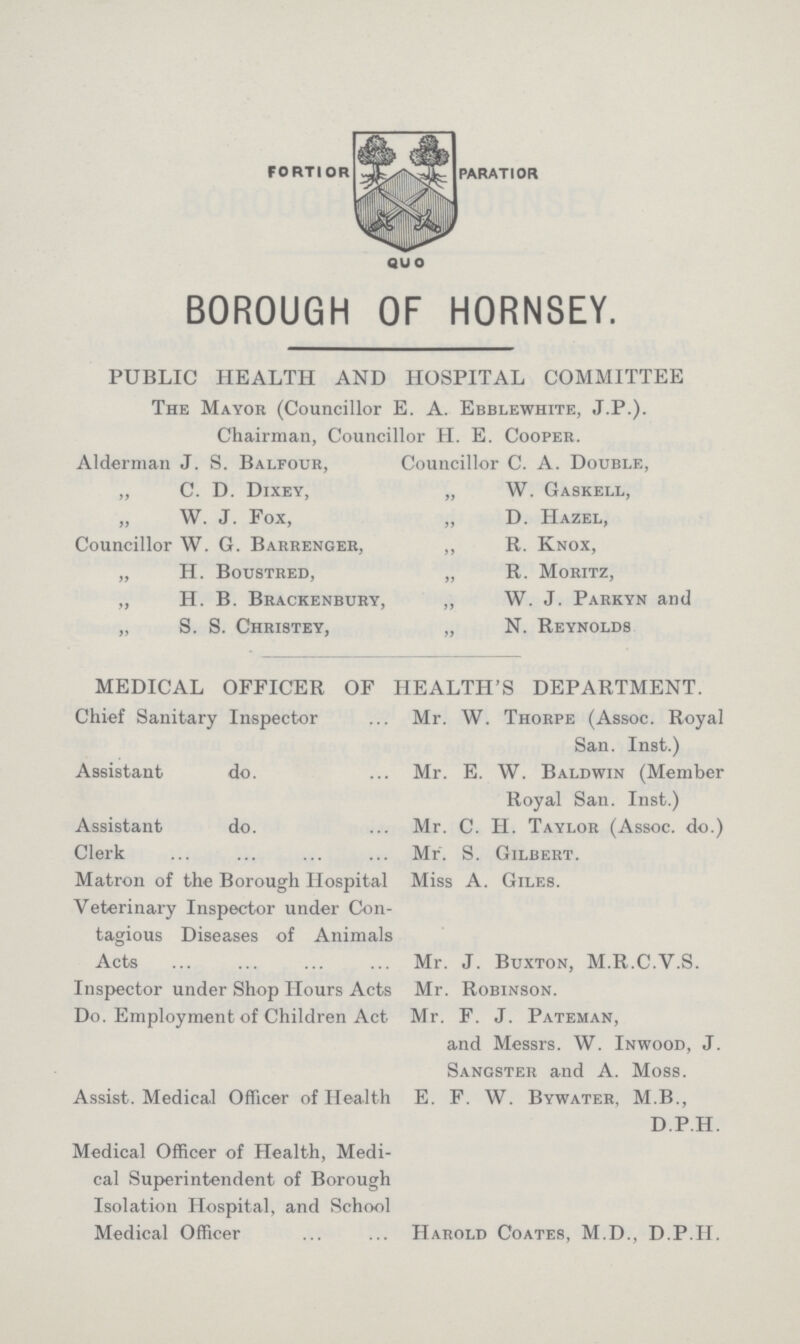 FORTIOR PARATIOR
QUO
BOROUGH OF HORNSEY.
PUBLIC HEALTH AND HOSPITAL COMMITTEE
THE MAYOR (Councillor E. A. EBBLEWHITE, J.P.).
Chairman, Councillor H. E. COOPER.
Alderman J. S. BALFOUR, Councillor C. A. DOUBLE,
„ C. D. DIXEY, „ W. GASKELL,
„ W. J. FOX, „ D. HAZEL,
Councillor W. G. BARRENGER, „ R. KNOX,
„ H. BOUSTRED, „ R. MORITZ,
„ H. B. BRACKENBURY, „ W. J. PARKYN and
„ S. S. CHRISTEY, „ N. REYNOLDS
MEDICAL OFFICER OF HEALTH'S DEPARTMENT.
Chief Sanitary Inspector ... Mr. W. THORPE (Assoc. Royal
San. Inst.)
Assistant do. ... Mr. E. W. BALDWIN (Member
Royal San. Inst.)
Assistant do. ... Mr. C. H. TAYLOR (Assoc. do.)
Clerk ... ... ... ... Mr. S. GILBERT.
Matron of the Borough Hospital Miss A. GILES.
Veterinary Inspector under Con-
tagious Diseases of Animals
Acts ... ... ... ... Mr. J. BUXTON, M.R.C.V.S.
Inspector under Shop Hours Acts Mr. ROBINSON.
Do. Employment of Children Act Mr. F. J. PATEMAN,
and Messrs. W. INWOOD, J.
SANGSTER and A. MOSS.
Assist. Medical Officer of Health E. F. W. BYWATER, M.B.,
D.P.H.
Medical Officer of Health, Medi-
cal Superintendent of Borough
Isolation Hospital, and School
Medical Officer ... ... HAROLD COATES, M.D., D.P.H.